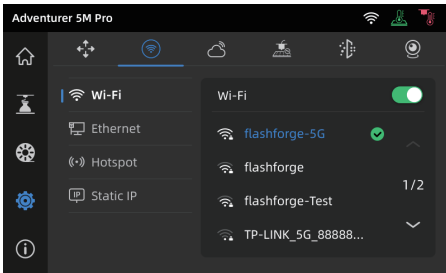 Adventurer 5M Pro
Wi-Fi
Wi-Fi
Ethernet
flashforge-5G
Hotspot
flashforge
1/2
IP Static IP
flashforge-Test
TP-LINK_5G_88888...